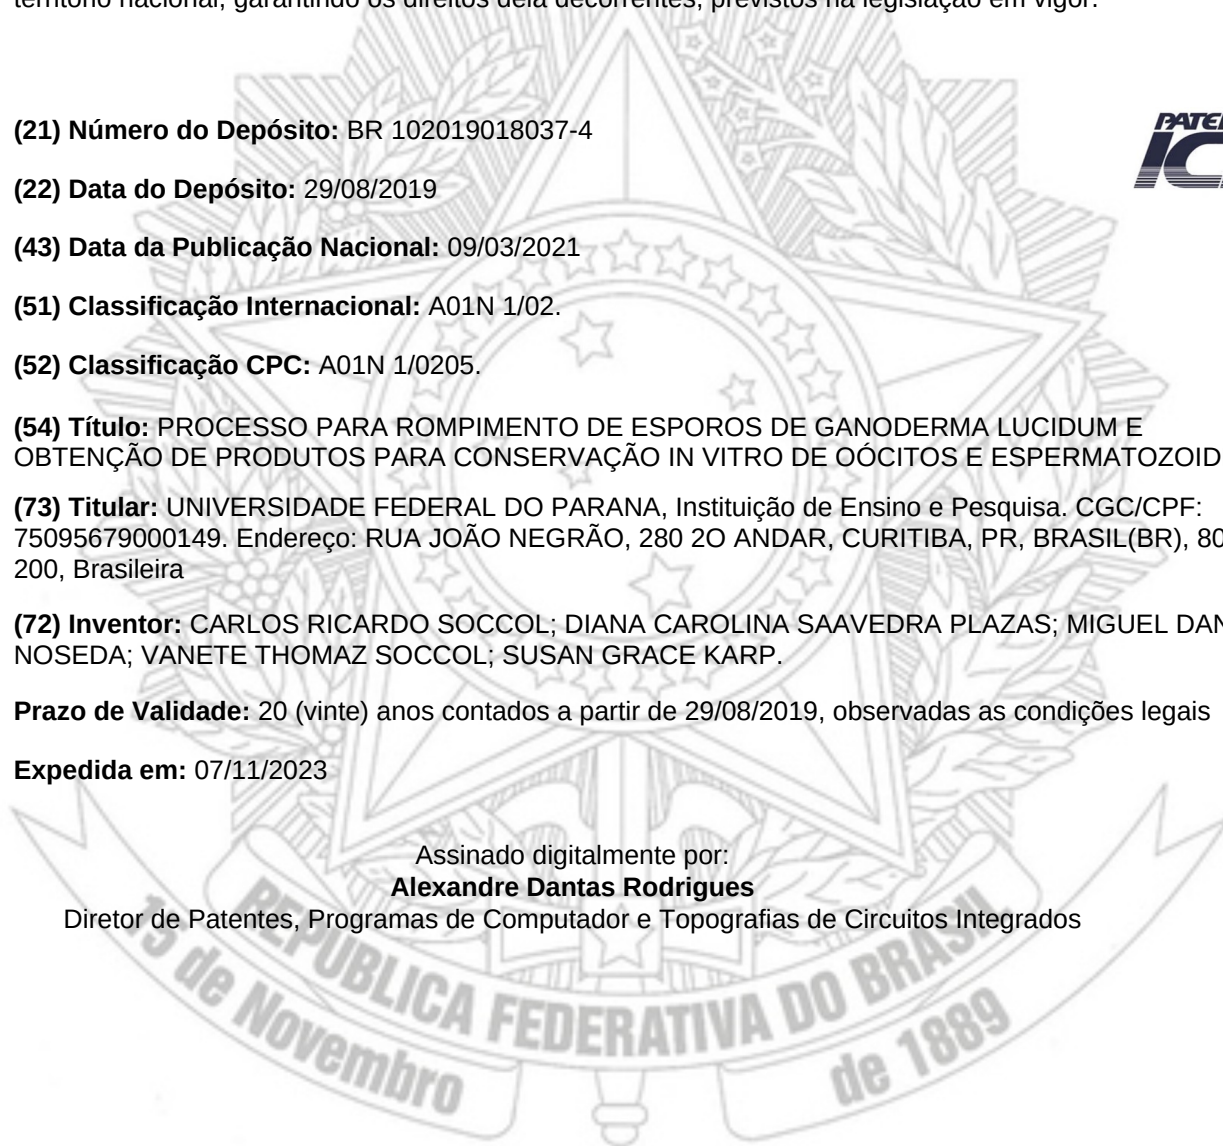 território nacional, garantindo os direitos dela decorrentes, previstos na legislação em vigor.
(21) Número do Depósito: BR 102019018037-4
(22) Data do Depósito: 29/08/2019
(43) Data da Publicação Nacional: 09/03/2021
(51) Classificação Internacional: A01N 1/02.
(52) Classificação CPC: A01N 1/0205.
(54) Título: PROCESSO PARA ROMPIMENTO DE ESPOROS DE GANODERMA LUCIDUM E
OBTENÇÃO DE PRODUTOS PARA CONSERVAÇÃO IN VITRO DE OÓCITOS E ESPERMATOZOID
(73) Titular: UNIVERSIDADE FEDERAL DO PARANA, Instituição de Ensino e Pesquisa. CGC/CPF:
75095679000149. Endereço: RUA JOÃO NEGRÃO, 280 2O ANDAR, CURITIBA, PR, BRASIL(BR), 80
200, Brasileira
(72) Inventor: CARLOS RICARDO SOCCOL; DIANA CAROLINA SAAVEDRA PLAZAS; MIGUEL DAN
NOSEDA; VANETE THOMAZ SOCCOL; SUSAN GRACE KARP.
Prazo de Validade: 20 (vinte) anos contados a partir de 29/08/2019, observadas as condições legais
Expedida em: 07/11/2023
Assinado digitalmente por:
Alexandre Dantas Rodrigues
Diretor de Patentes, Programas de Computador e Topografias de Circuitos Integrados
REPUBLICA FEDERATIVA DO BRASIL
15 de Novembro
de 1889